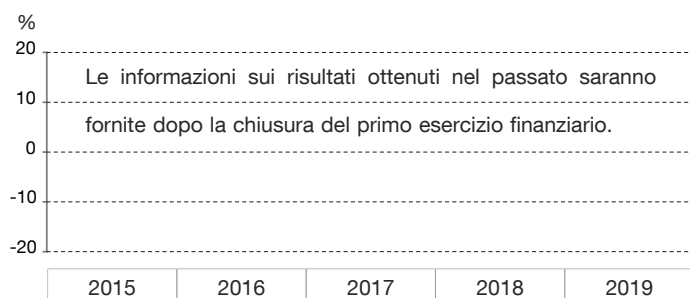 %
20
Le informazioni sui risultati ottenuti nel passato saranno
10
fornite dopo la chiusura del primo esercizio finanziario.
0
-10
-20
2015 2016 2017 2018 2019